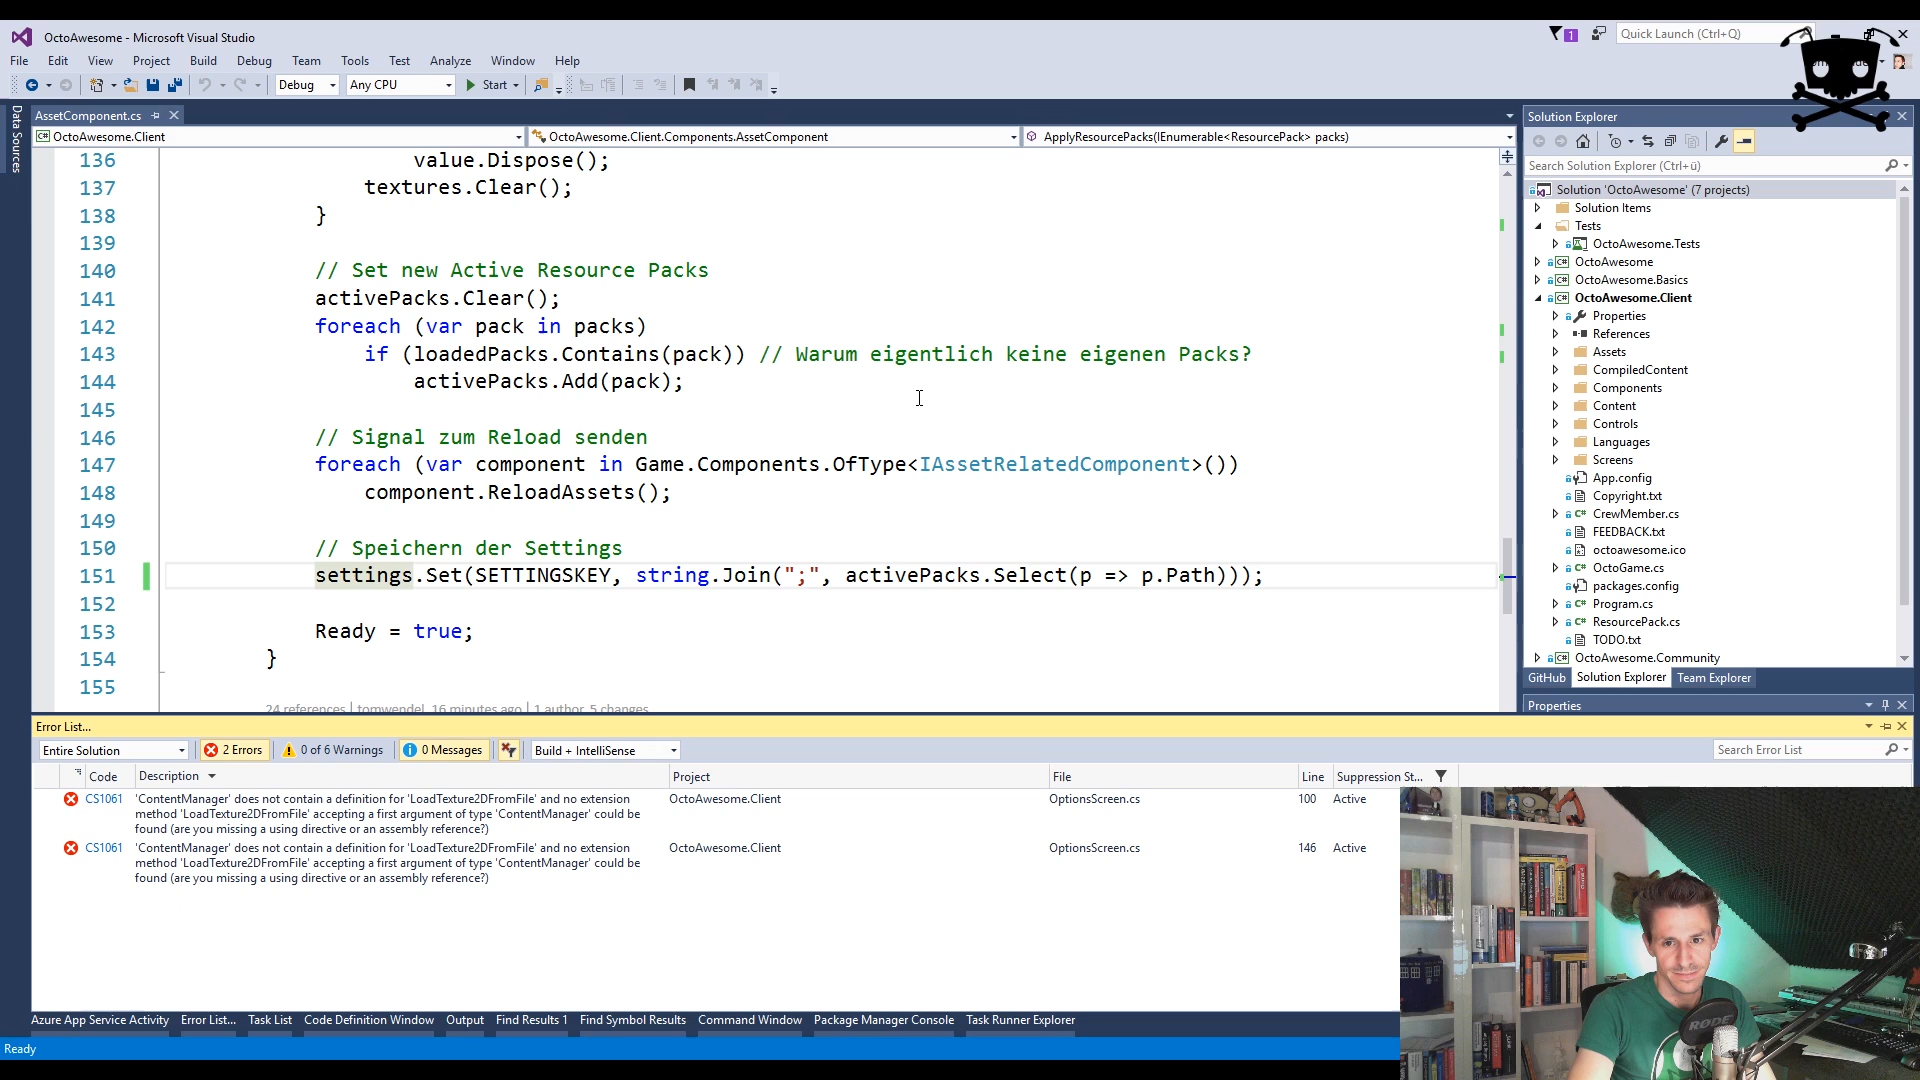 OctoAwesome - Microsoft Visual Studio
1
Quick Launch (Ctrl+Q)
File Edit View Project Build Debug Team Tools Test Analyze Window Help
Debug Any CPU Start
Data Sources
AssetComponent.cs
OctoAwesome.Client OctoAwesome.Client.Components.AssetComponent ApplyResourcePacks(IEnumerable<ResourcePack> packs)
136 value.Dispose();
137 textures.Clear();
138 }
139
140 // Set new Active Resource Packs
141 activePacks.Clear();
142 foreach (var pack in packs)
143 if (loadedPacks.Contains(pack)) // Warum eigentlich keine eigenen Packs?
144 activePacks.Add(pack);
145
146 // Signal zum Reload senden
147 foreach (var component in Game.Components.OfType<IAssetRelatedComponent>())
148 component.ReloadAssets();
149
150 // Speichern der Settings
151 settings.Set(SETTINGSKEY, string.Join(";", activePacks.Select(p => p.Path)));
152
153 Ready = true;
154 }
155
24 references | tomwendel, 16 minutes ago | 1 author, 5 changes
Solution Explorer
Search Solution Explorer (Ctrl+ü)
Solution 'OctoAwesome' (7 projects)
Solution Items
Tests
OctoAwesome.Tests
OctoAwesome
OctoAwesome.Basics
OctoAwesome.Client
Properties
References
Assets
CompiledContent
Components
Content
Controls
Languages
Screens
App.config
Copyright.txt
CrewMember.cs
FEEDBACK.txt
octoawesome.ico
OctoGame.cs
packages.config
Program.cs
ResourcePack.cs
TODO.txt
OctoAwesome.Community
GitHub Solution Explorer Team Explorer
Properties
Error List...
Entire Solution 2 Errors 0 of 6 Warnings 0 Messages Build + IntelliSense Search Error List
Code Description Project File Line Suppression St...
CS1061 'ContentManager' does not contain a definition for 'LoadTexture2DFromFile' and no extension OctoAwesome.Client OptionsScreen.cs 100 Active
method 'LoadTexture2DFromFile' accepting a first argument of type 'ContentManager' could be
found (are you missing a using directive or an assembly reference?)
CS1061 'ContentManager' does not contain a definition for 'LoadTexture2DFromFile' and no extension OctoAwesome.Client OptionsScreen.cs 146 Active
method 'LoadTexture2DFromFile' accepting a first argument of type 'ContentManager' could be
found (are you missing a using directive or an assembly reference?)
RODE
Azure App Service Activity Error List... Task List Code Definition Window Output Find Results 1 Find Symbol Results Command Window Package Manager Console Task Runner Explorer
Ready